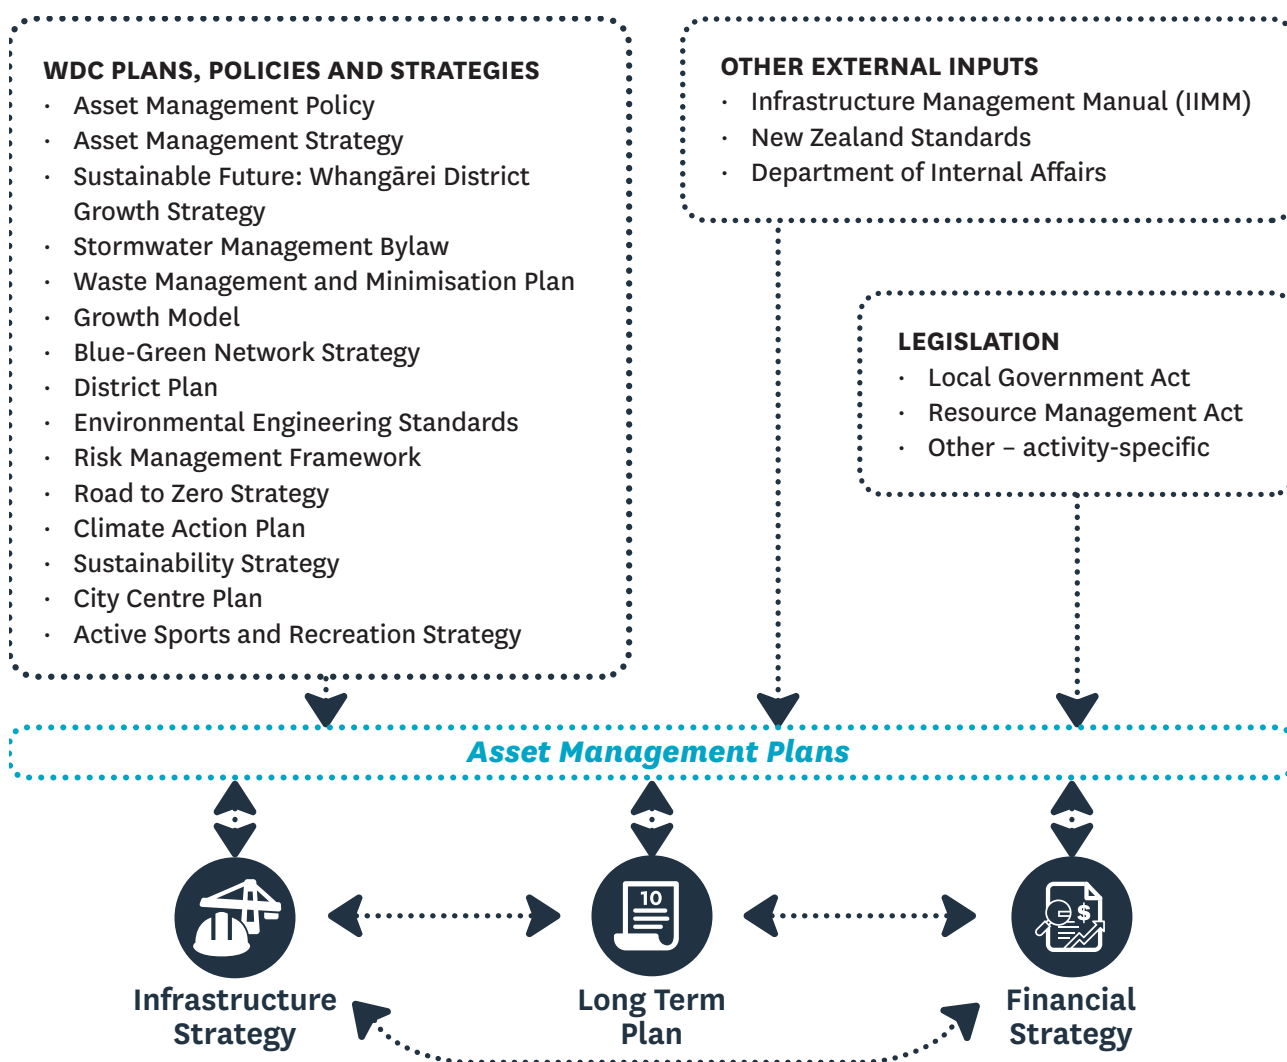 WDC PLANS, POLICIES AND STRATEGIES
· Asset Management Policy
· Asset Management Strategy
· Sustainable Future: Whangārei District
Growth Strategy
· Stormwater Management Bylaw
· Waste Management and Minimisation Plan
· Growth Model
· Blue-Green Network Strategy
· District Plan
· Environmental Engineering Standards
· Risk Management Framework
· Road to Zero Strategy
· Climate Action Plan
· Sustainability Strategy
· City Centre Plan
· Active Sports and Recreation Strategy
OTHER EXTERNAL INPUTS
· Infrastructure Management Manual (IIMM)
· New Zealand Standards
· Department of Internal Affairs
LEGISLATION
· Local Government Act
· Resource Management Act
· Other – activity-specific
Asset Management Plans
10
$
Infrastructure
Strategy
Long Term
Plan
Financial
Strategy